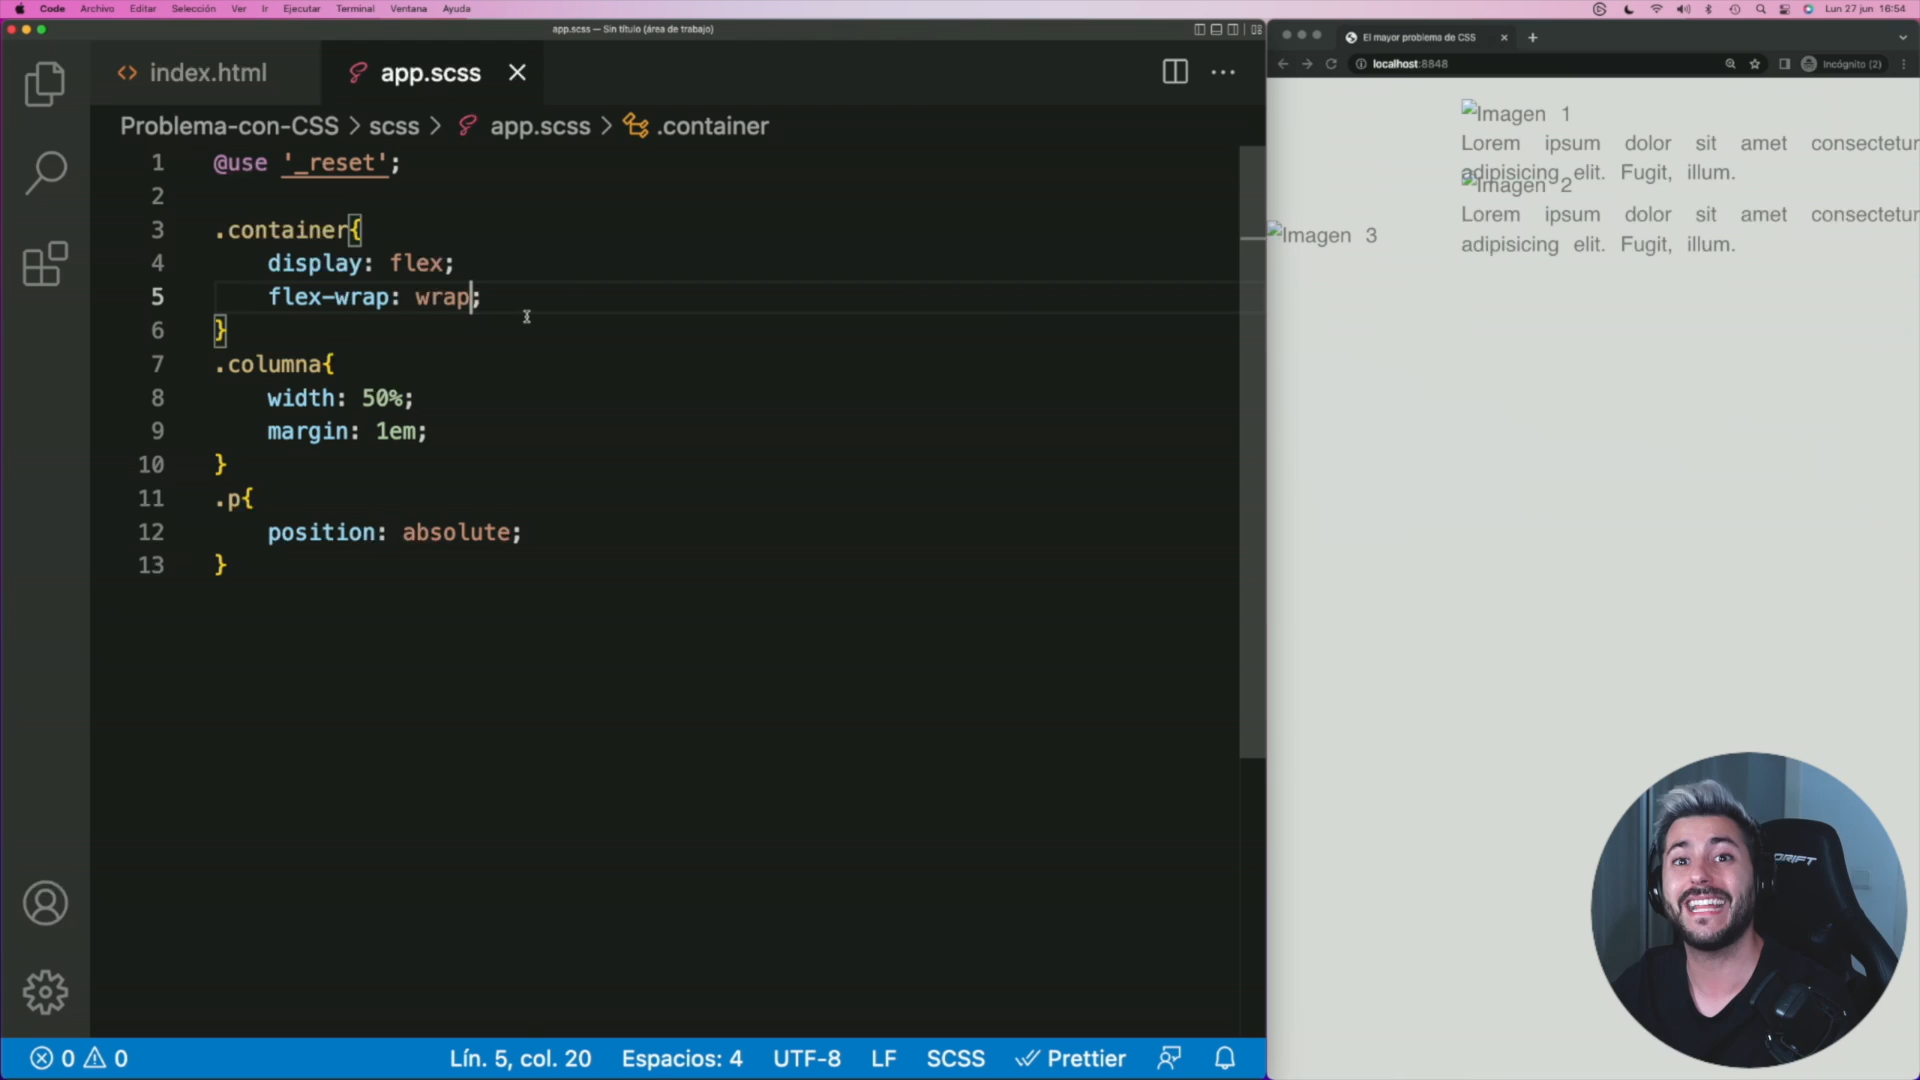 Code Archivo Editar Selección Ver Ir Ejecutar Terminal Ventana Ayuda
Lun 27 jun 16:54
app.scss — Sin título (área de trabajo)
index.html
app.scss
Problema-con-CSS > scss > app.scss > .container
1 @use '_reset';
2
3 .container{
4 display: flex;
5 flex-wrap: wrap;
6 }
7 .columna{
8 width: 50%;
9 margin: 1em;
10 }
11 .p{
12 position: absolute;
13 }
0 0 Lín. 5, col. 20 Espacios: 4 UTF-8 LF SCSS Prettier
El mayor problema de CSS
localhost:8848
Incógnito (2)
Imagen 1
Lorem ipsum dolor sit amet consectetur
adipisicing elit. Fugit, illum.
Imagen 2
Lorem ipsum dolor sit amet consectetur
adipisicing elit. Fugit, illum.
Imagen 3
DRIFT